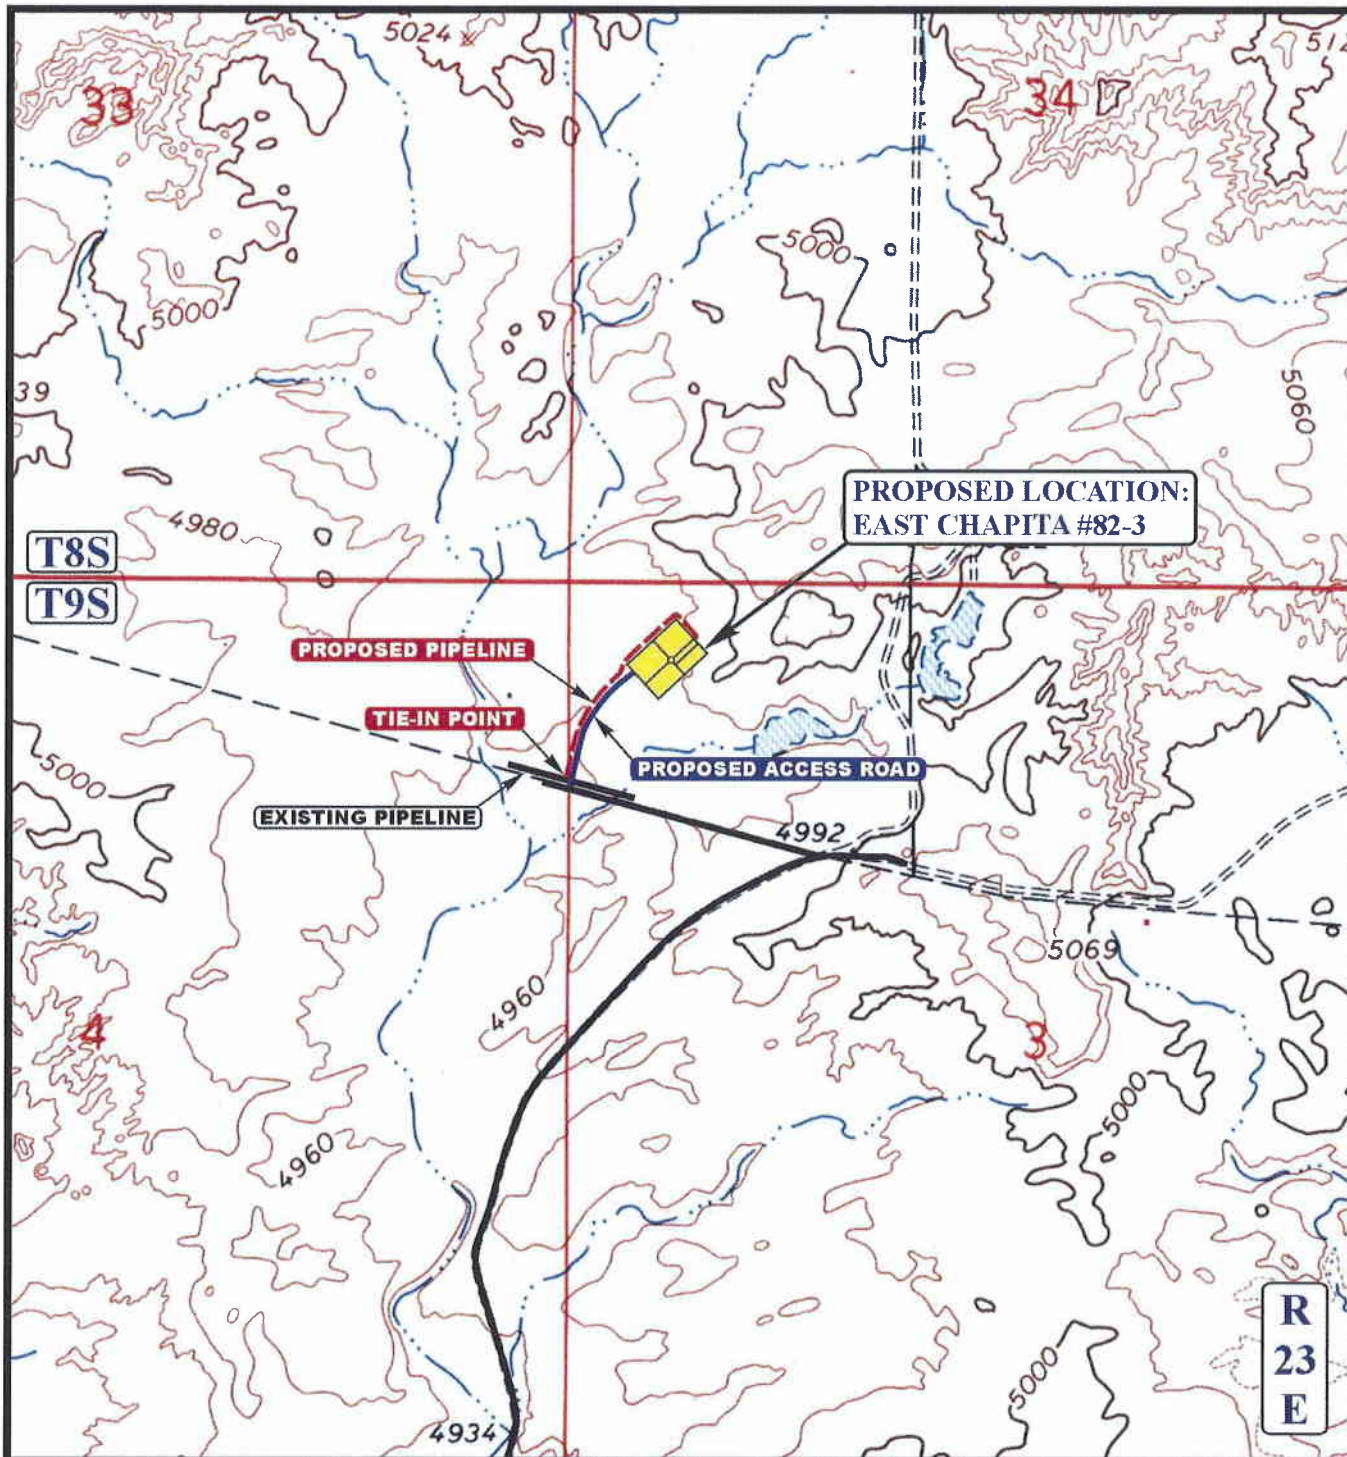 5024
33
34
512
5000
5000
39
5060
PROPOSED LOCATION:
EAST CHAPITA #82-3
4980
T8S
T9S
PROPOSED PIPELINE
TIE-IN POINT
PROPOSED ACCESS ROAD
5000
EXISTING PIPELINE
4992
5069
4960
4
3
5000
4960
R
23
E
5000
4934